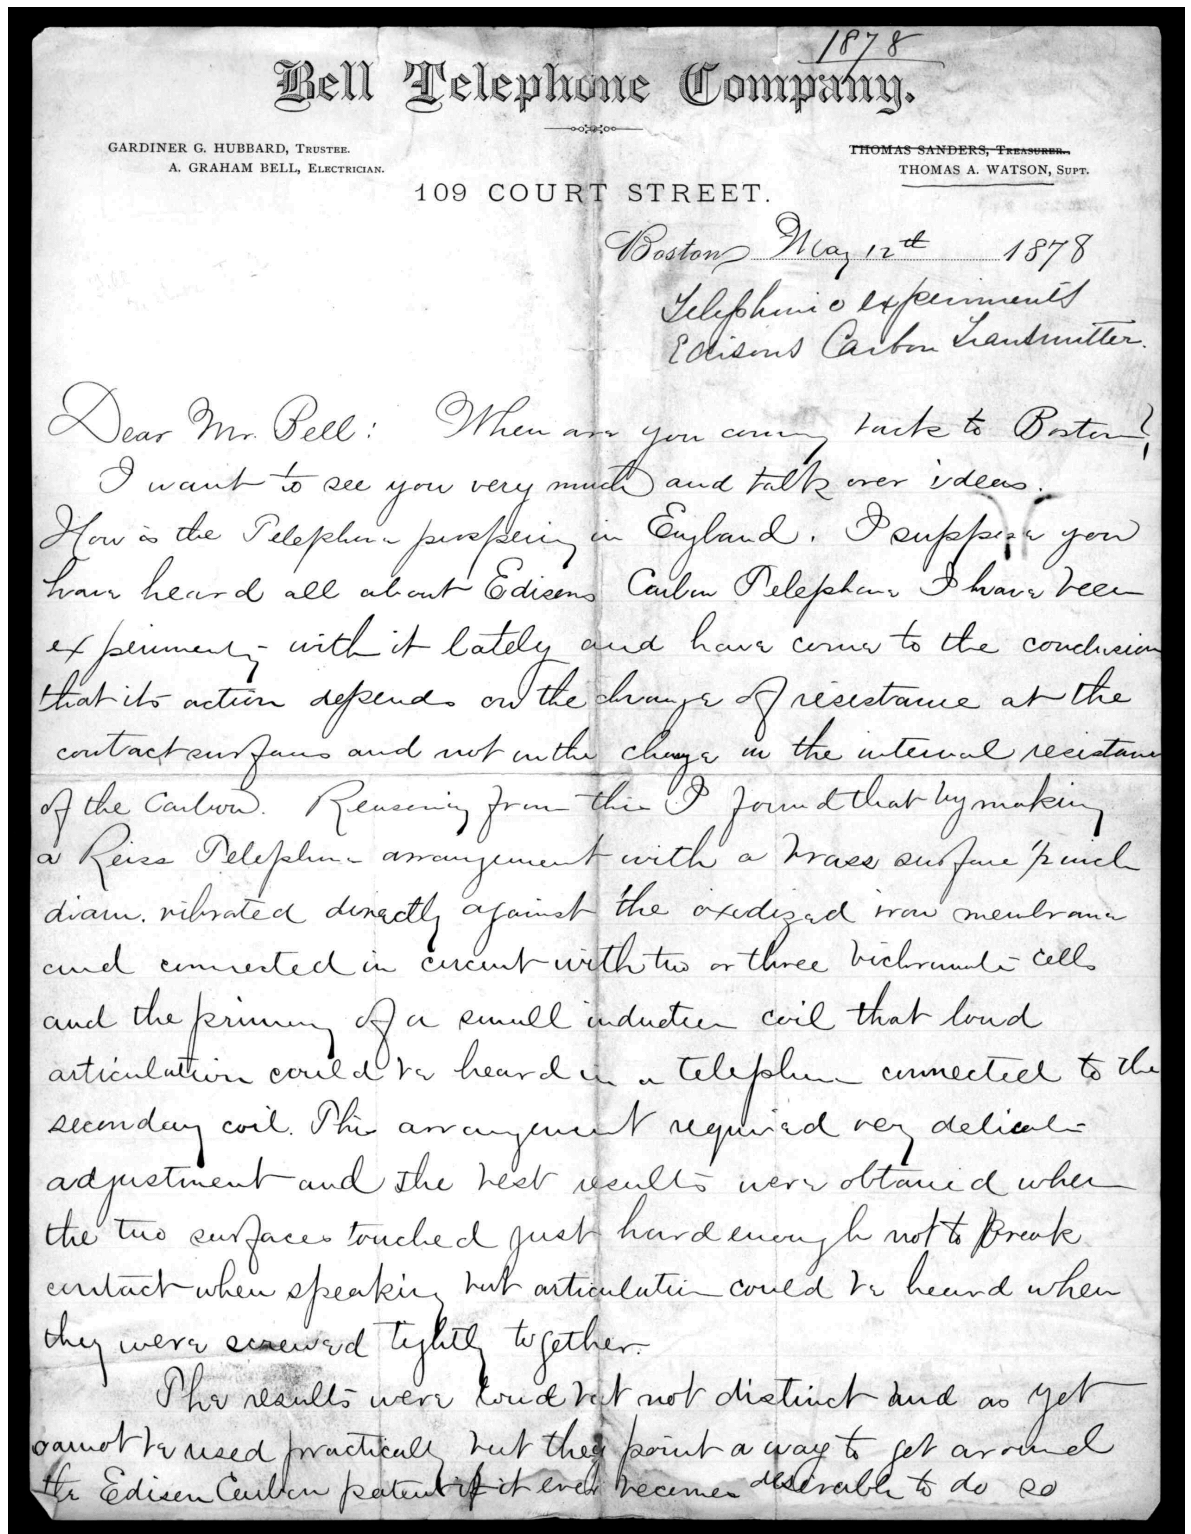 1878
Bell Telephone Company.
GARDINER G. HUBBARD, TRUSTEE.
A. GRAHAM BELL, ELECTRICIAN.
THOMAS SANDERS, TREASURER.
THOMAS A. WATSON, SUPT.
109 COURT STREET.
Boston May 12th 1878
Telephonic experiments
Edisons Carbon Transmitter.
Dear Mr. Bell: When are you coming back to Boston?
I want to see you very much and talk over ideas.
How is the Telephone prospering in England. I suppose you
have heard all about Edisons Carbon Telephone I have been
experimenting with it lately and have come to the conclusion
that its action depends on the change of resistance at the
contact surfaces and not on the change in the internal resistance
of the Carbon. Reasoning from this I found that by making
a Reiss Telephone arrangement with a brass surface 1/2 inch
diam. vibrated directly against the oxidized iron membrane
and connected in circuit with two or three bichromate cells
and the primary of a small induction coil that loud
articulation could be heard in a telephone connected to the
secondary coil. This arrangement required very delicate
adjustment and the best results were obtained when
the two surfaces touched just hard enough not to break
contact when speaking but articulation could be heard when
they were screwed tightly together.
The results were loud but not distinct and as yet
cannot be used practically but they point a way to get around
the Edison Carbon patent if it ever becomes desirable to do so